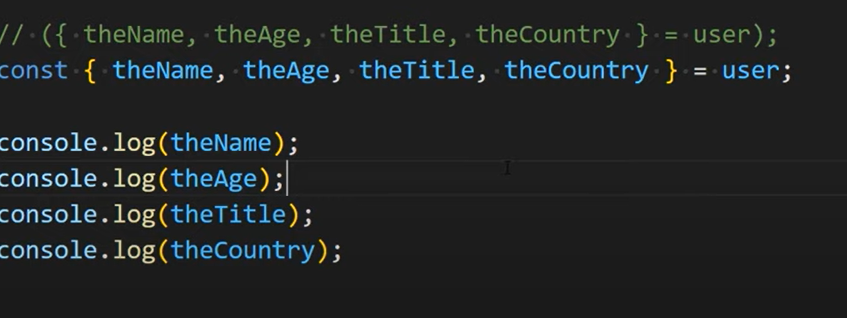 // ({ theName, theAge, theTitle, theCountry } = user);
const { theName, theAge, theTitle, theCountry } = user;
console.log(theName);
console.log(theAge);
console.log(theTitle);
console.log(theCountry);